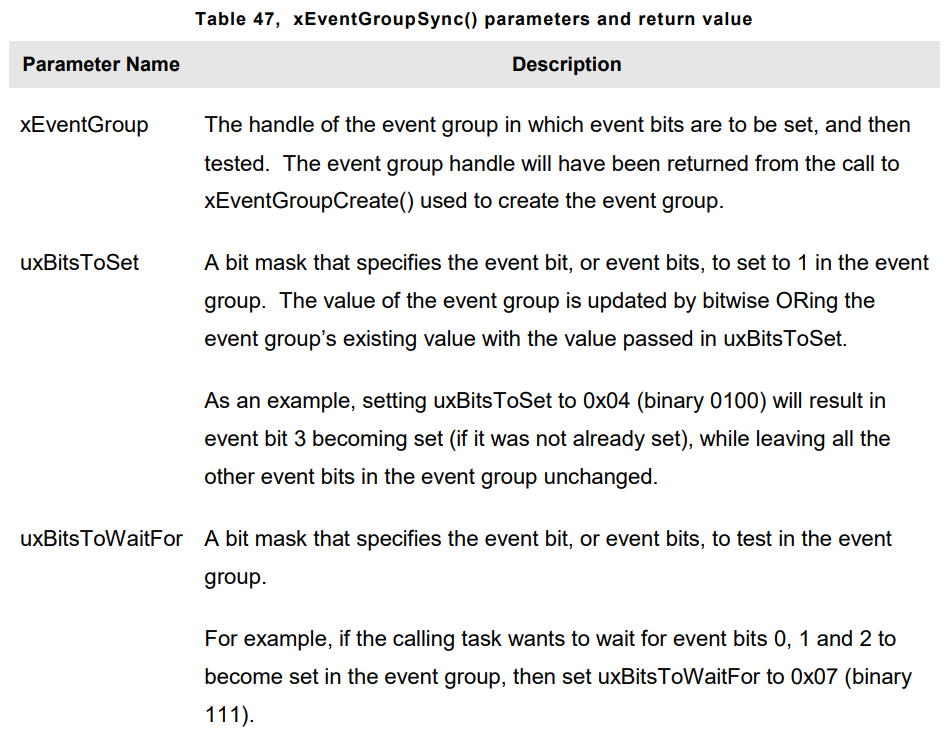 Table 47, xEventGroupSync() parameters and return value
Parameter Name Description
xEventGroup The handle of the event group in which event bits are to be set, and then
tested. The event group handle will have been returned from the call to
xEventGroupCreate() used to create the event group.
uxBitsToSet A bit mask that specifies the event bit, or event bits, to set to 1 in the event
group. The value of the event group is updated by bitwise ORing the
event group’s existing value with the value passed in uxBitsToSet.
As an example, setting uxBitsToSet to 0x04 (binary 0100) will result in
event bit 3 becoming set (if it was not already set), while leaving all the
other event bits in the event group unchanged.
uxBitsToWaitFor A bit mask that specifies the event bit, or event bits, to test in the event
group.
For example, if the calling task wants to wait for event bits 0, 1 and 2 to
become set in the event group, then set uxBitsToWaitFor to 0x07 (binary
111).